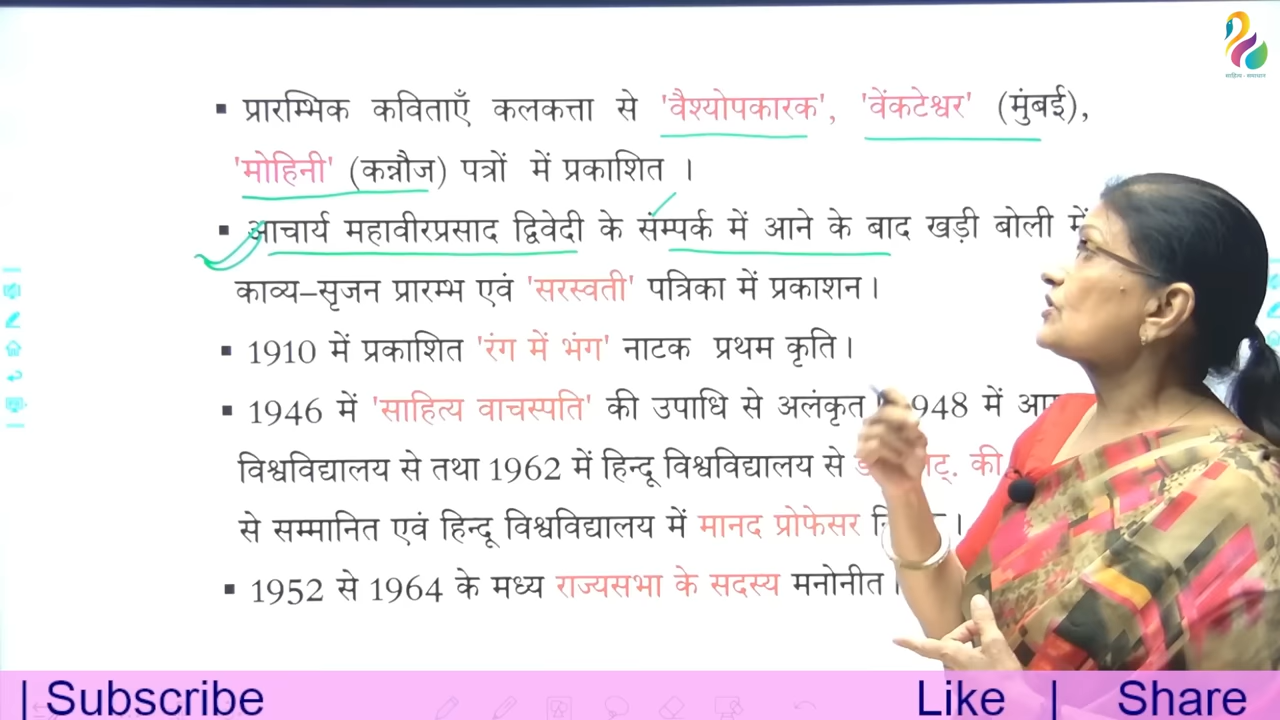 ▪ प्रारम्भिक कविताएँ कलकत्ता से 'वैश्योपकारक', 'वेंकटेश्वर' (मुंबई),
'मोहिनी' (कन्नौज) पत्रों में प्रकाशित ।
▪ आचार्य महावीरप्रसाद द्विवेदी के सम्पर्क में आने के बाद खड़ी बोली में
काव्य–सृजन प्रारम्भ एवं 'सरस्वती' पत्रिका में प्रकाशन।
▪ 1910 में प्रकाशित 'रंग में भंग' नाटक प्रथम कृति।
▪ 1946 में 'साहित्य वाचस्पति' की उपाधि से अलंकृत 948 में
विश्वविद्यालय से तथा 1962 में हिन्दू विश्वविद्यालय से की
से सम्मानित एवं हिन्दू विश्वविद्यालय में मानद प्रोफेसर ।
▪ 1952 से 1964 के मध्य राज्यसभा के सदस्य मनोनीत।
| Subscribe Like | Share